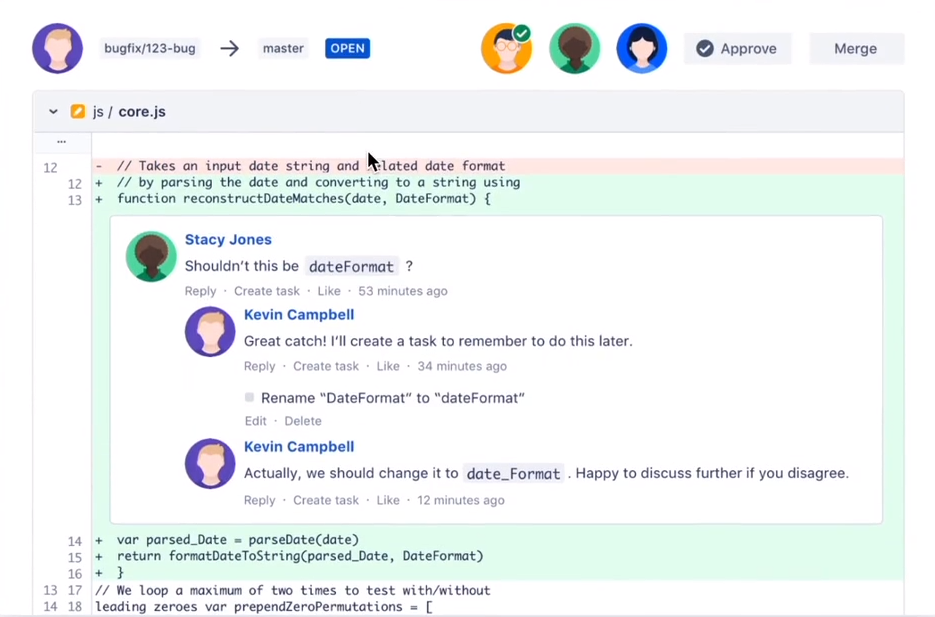 bugfix/123-bug → master OPEN Approve Merge
js / core.js
...
12 - // Takes an input date string and related date format
12 + // by parsing the date and converting to a string using
13 + function reconstructDateMatches(date, DateFormat) {
Stacy Jones
Shouldn't this be dateFormat ?
Reply · Create task · Like · 53 minutes ago
Kevin Campbell
Great catch! I'll create a task to remember to do this later.
Reply · Create task · Like · 34 minutes ago
Rename “DateFormat” to “dateFormat”
Edit · Delete
Kevin Campbell
Actually, we should change it to date_Format . Happy to discuss further if you disagree.
Reply · Create task · Like · 12 minutes ago
14 + var parsed_Date = parseDate(date)
15 + return formatDateToString(parsed_Date, DateFormat)
16 + }
13 17 // We loop a maximum of two times to test with/without
14 18 leading zeroes var prependZeroPermutations = [